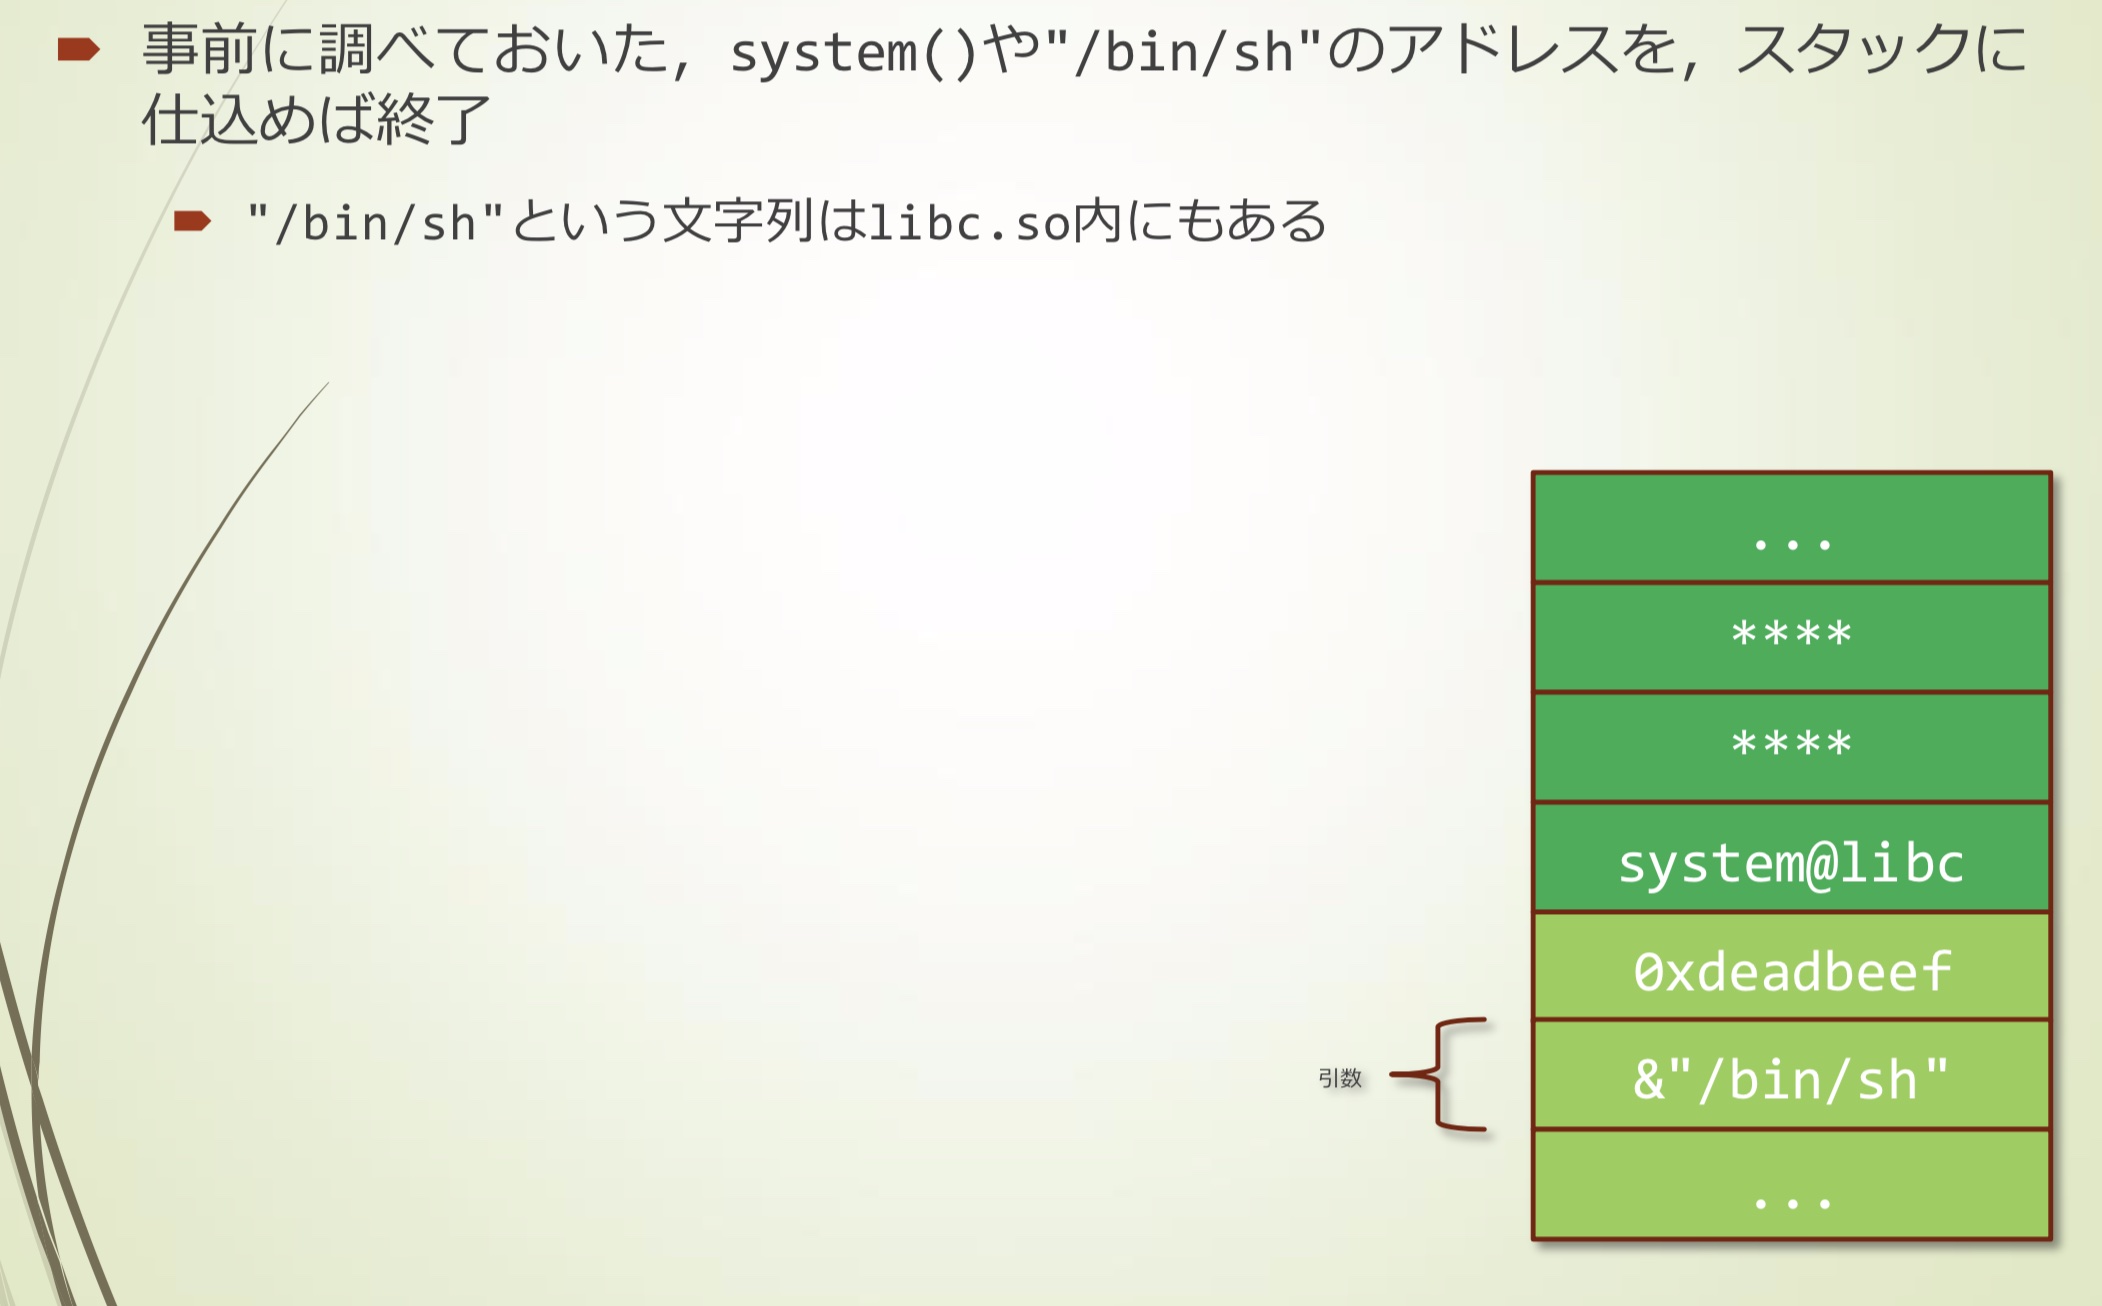 事前に調べておいた，system()や"/bin/sh"のアドレスを，スタックに
仕込めば終了
"/bin/sh"という文字列はlibc.so内にもある
...
****
****
system@libc
0xdeadbeef
引数
&"/bin/sh"
...